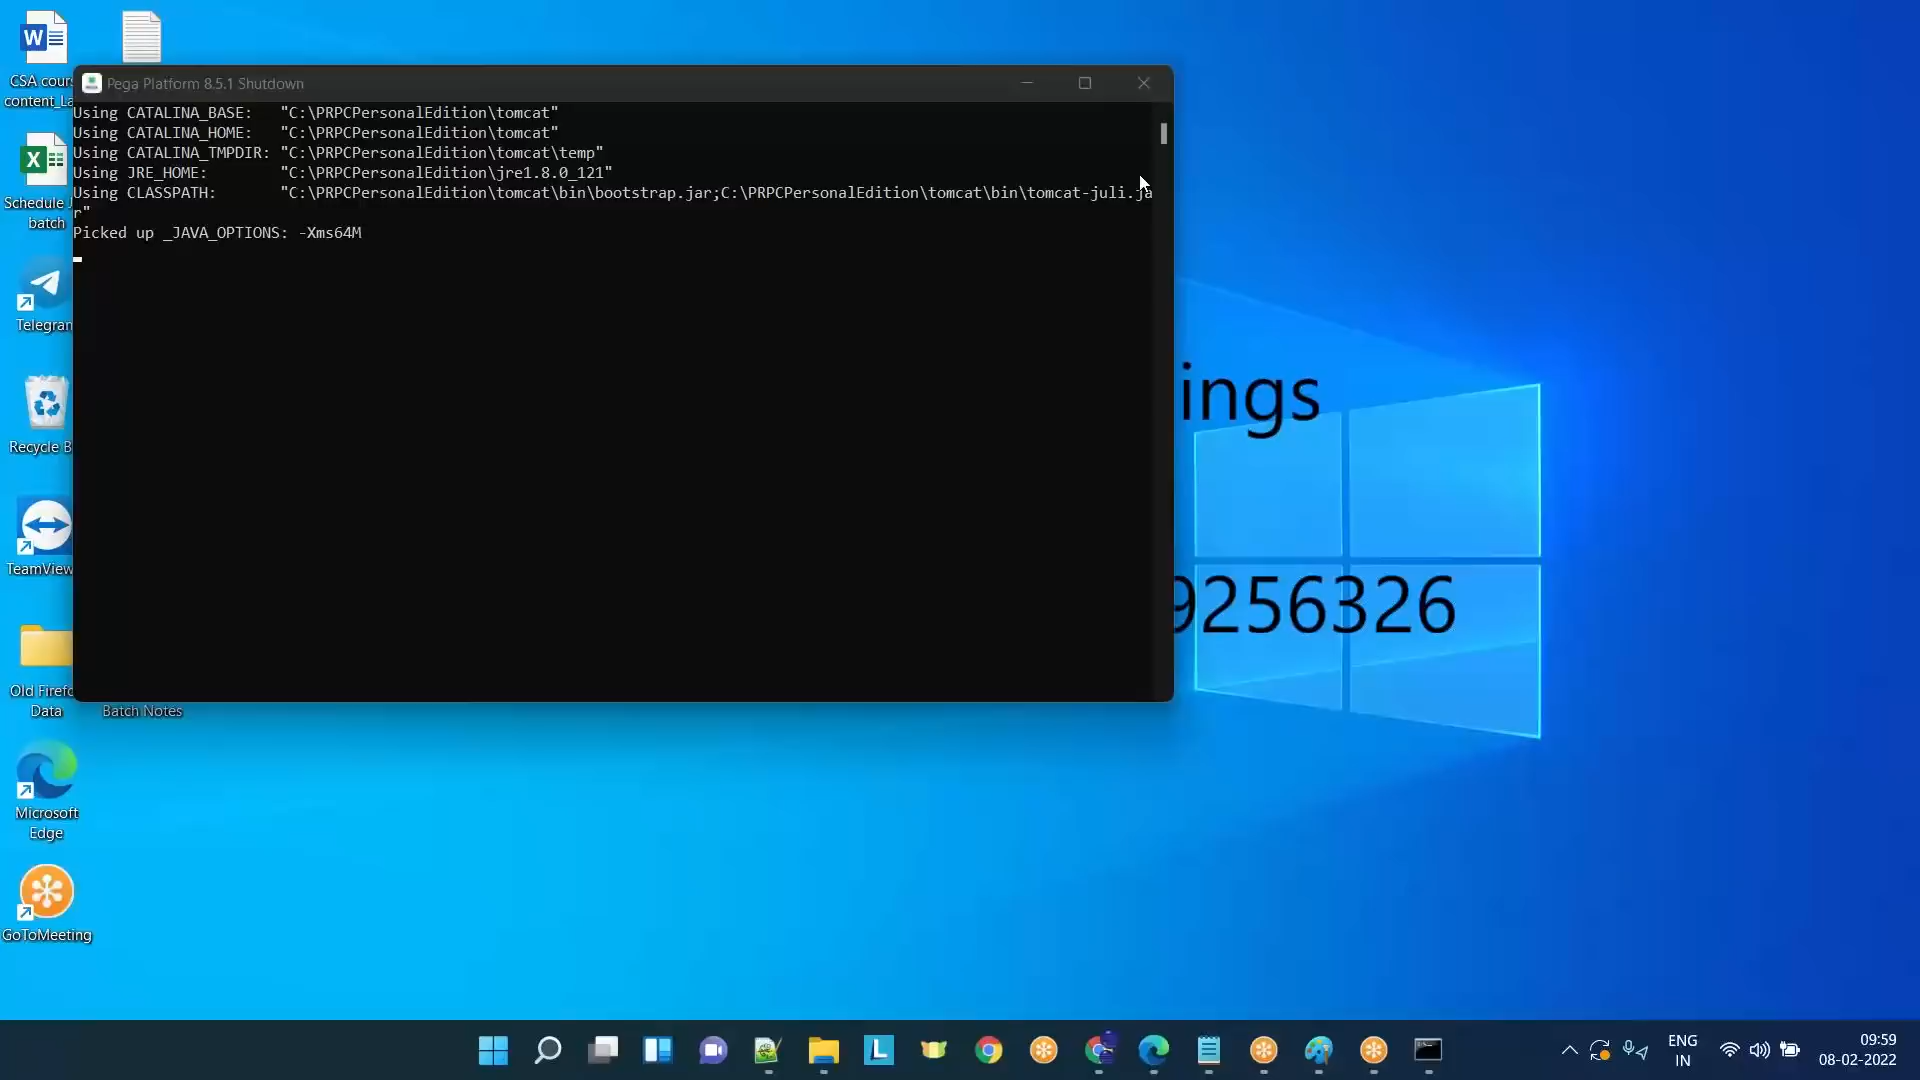 Pega Platform 8.5.1 Shutdown
Using CATALINA_BASE:   "C:\PRPCPersonalEdition\tomcat"
Using CATALINA_HOME:   "C:\PRPCPersonalEdition\tomcat"
Using CATALINA_TMPDIR: "C:\PRPCPersonalEdition\tomcat\temp"
Using JRE_HOME:        "C:\PRPCPersonalEdition\jre1.8.0_121"
Using CLASSPATH:       "C:\PRPCPersonalEdition\tomcat\bin\bootstrap.jar;C:\PRPCPersonalEdition\tomcat\bin\tomcat-juli.ja
r"
Picked up _JAVA_OPTIONS: -Xms64M
CSA cour
content_La
Schedule
batch
Telegram
Recycle B
TeamView
Old Firefo
Data
Batch Notes
Microsoft
Edge
GoToMeeting
ings
9256326
ENG
IN
09:59
08-02-2022